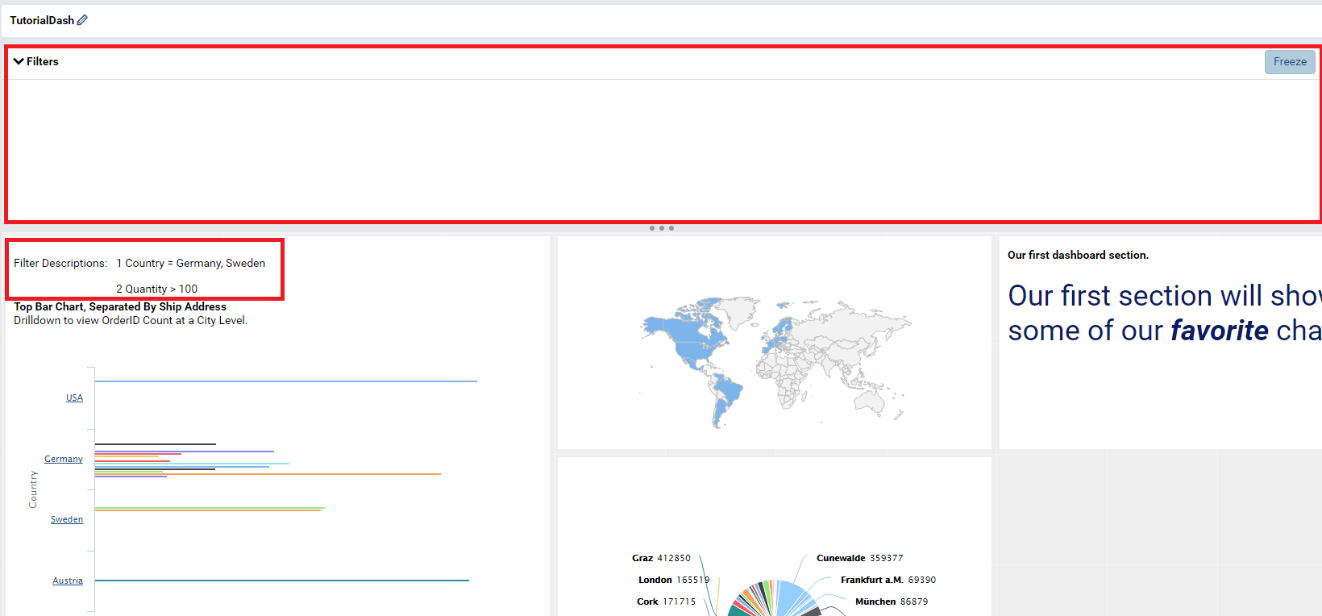 TutorialDash
Filters
Freeze
Filter Descriptions: 1 Country = Germany, Sweden
2 Quantity > 100
Top Bar Chart, Separated By Ship Address
Drilldown to view OrderID Count at a City Level.
Country
USA
Germany
Sweden
Austria
Graz 412850
London 165519
Cork 171715
Cunewalde 359377
Frankfurt a.M. 69390
München 86879
Our first dashboard section.
Our first section will show
some of our favorite cha